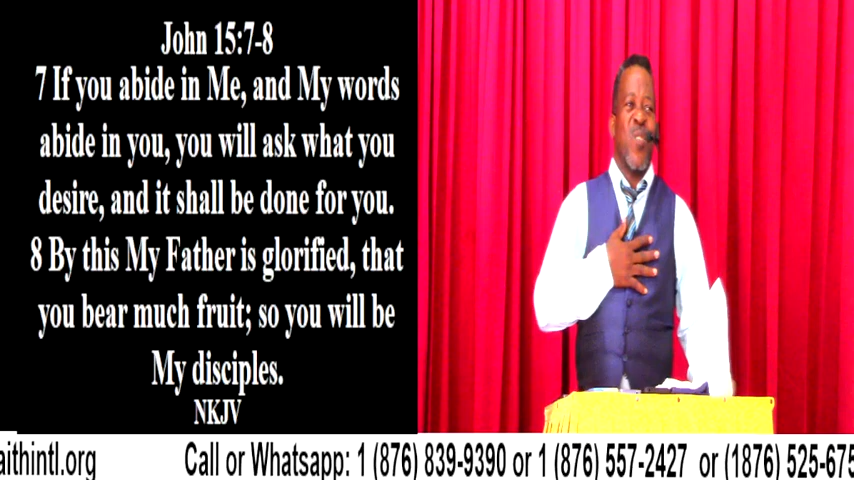 John 15:7-8
7 If you abide in Me, and My words
abide in you, you will ask what you
desire, and it shall be done for you.
8 By this My Father is glorified, that
you bear much fruit; so you will be
My disciples.
NKJV
aithintl.org Call or Whatsapp: 1 (876) 839-9390 or 1 (876) 557-2427 or (1876) 525-675